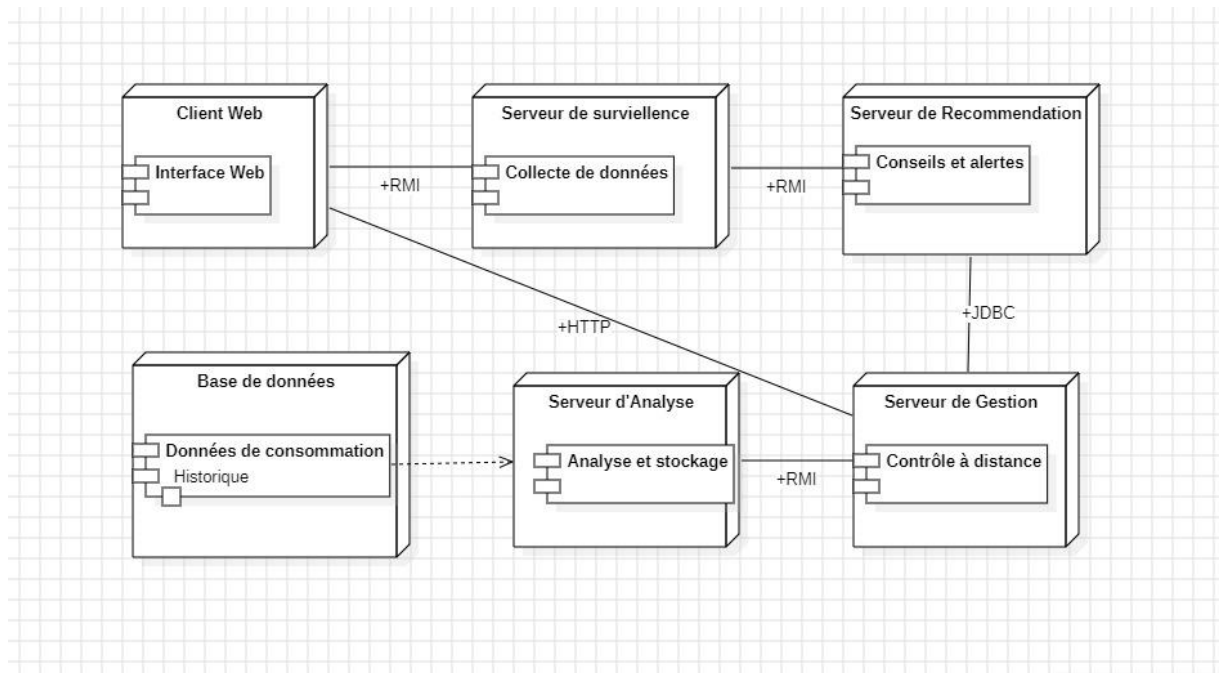 Client Web
Interface Web
+RMI
Serveur de surviellence
Collecte de données
+RMI
Serveur de Recommendation
Conseils et alertes
+HTTP
+JDBC
Base de données
Données de consommation
Historique
Serveur d'Analyse
Analyse et stockage
+RMI
Serveur de Gestion
Contrôle à distance